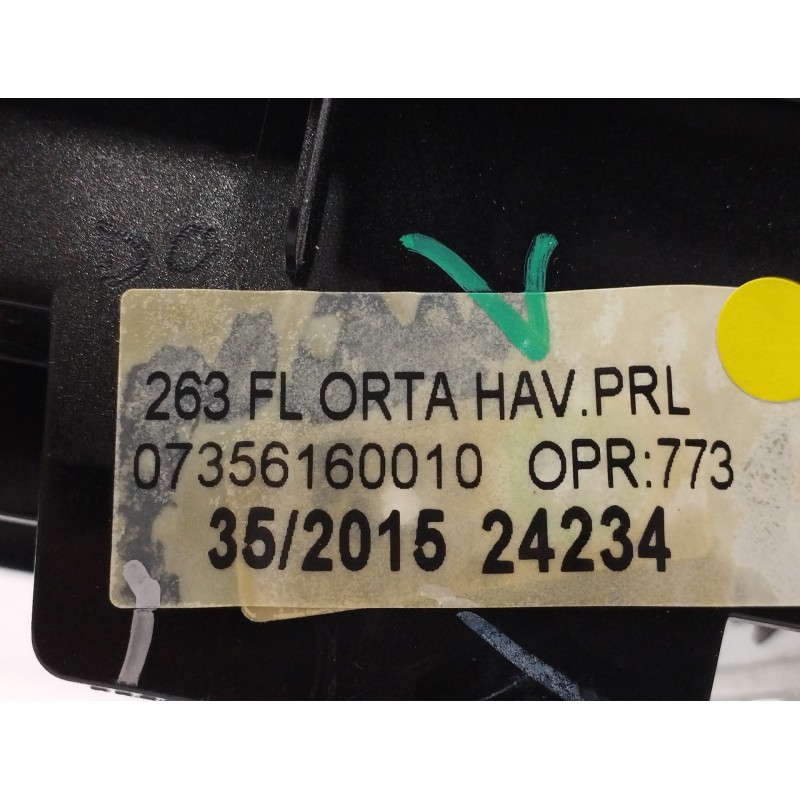 263 FL ORTA HAV.PRL
07356160010 OPR:773
35/2015 24234